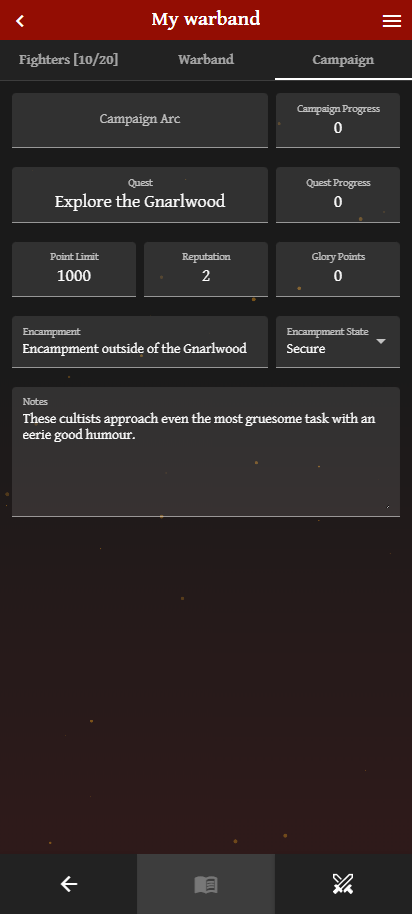 My warband
Fighters [10/20] Warband Campaign
Campaign Arc
Campaign Progress
0
Quest
Explore the Gnarlwood
Quest Progress
0
Point Limit
1000
Reputation
2
Glory Points
0
Encampment
Encampment outside of the Gnarlwood
Encampment State
Secure
Notes
These cultists approach even the most gruesome task with an
eerie good humour.